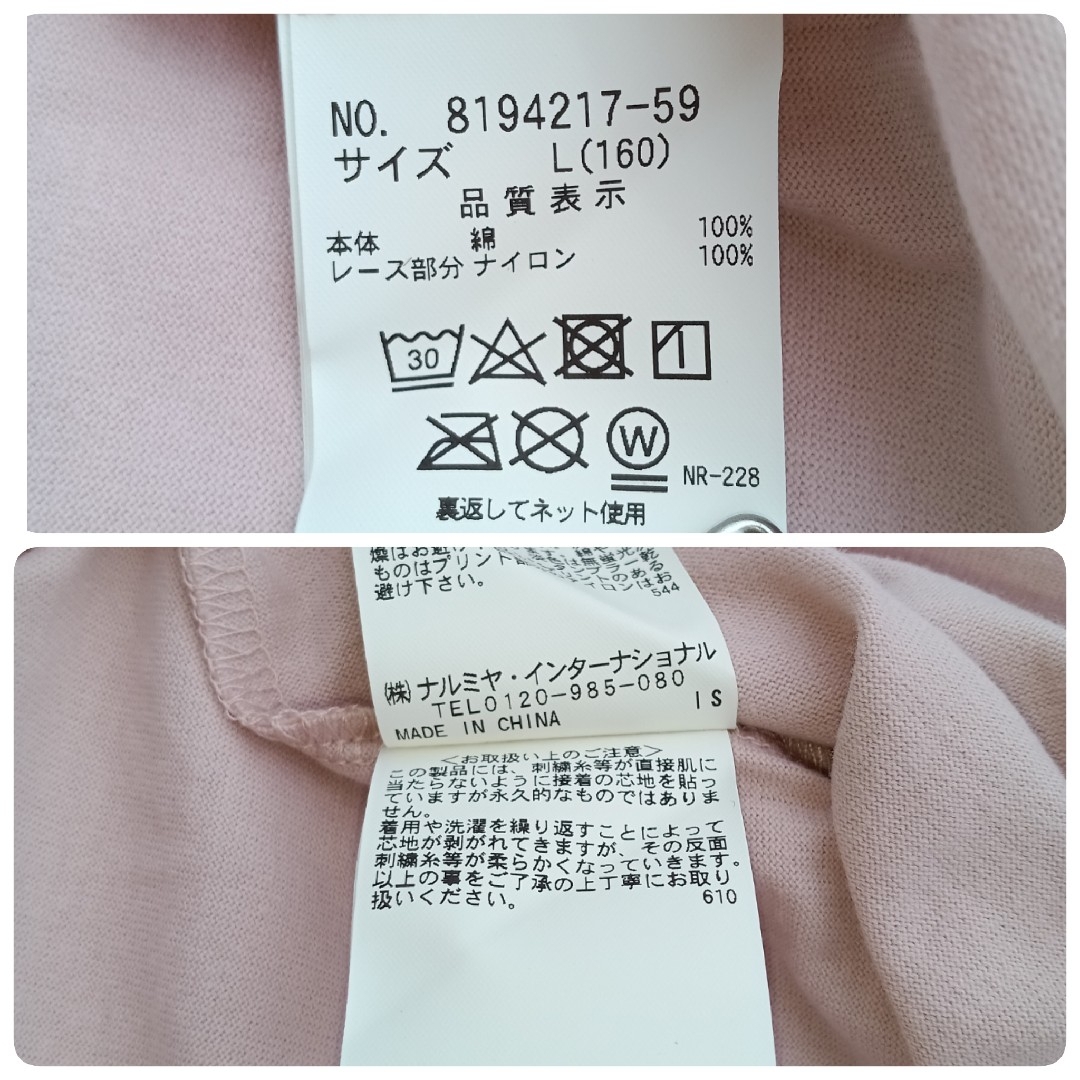 NO. 8194217-59
サイズ L(160)
品質表示
本体 綿 100%
レース部分 ナイロン 100%
30
W
NR-228
裏返してネット使用
燥はお避け
ものはプリント
避け下さい。
544
㈱ナルミヤ・インターナショナル
TEL0120-985-080
MADE IN CHINA IS
<お取扱い上のご注意>
この製品には、刺繍糸等が直接肌に
当たらないように接着の芯地を貼っ
ていますが永久的なものではありま
せん。
着用や洗濯を繰り返すことによって
芯地が剥がれてきますが、その反面
刺繍糸等が柔らかくなっていきます。
以上の事をご了承の上丁寧にお取り
扱いください。 610